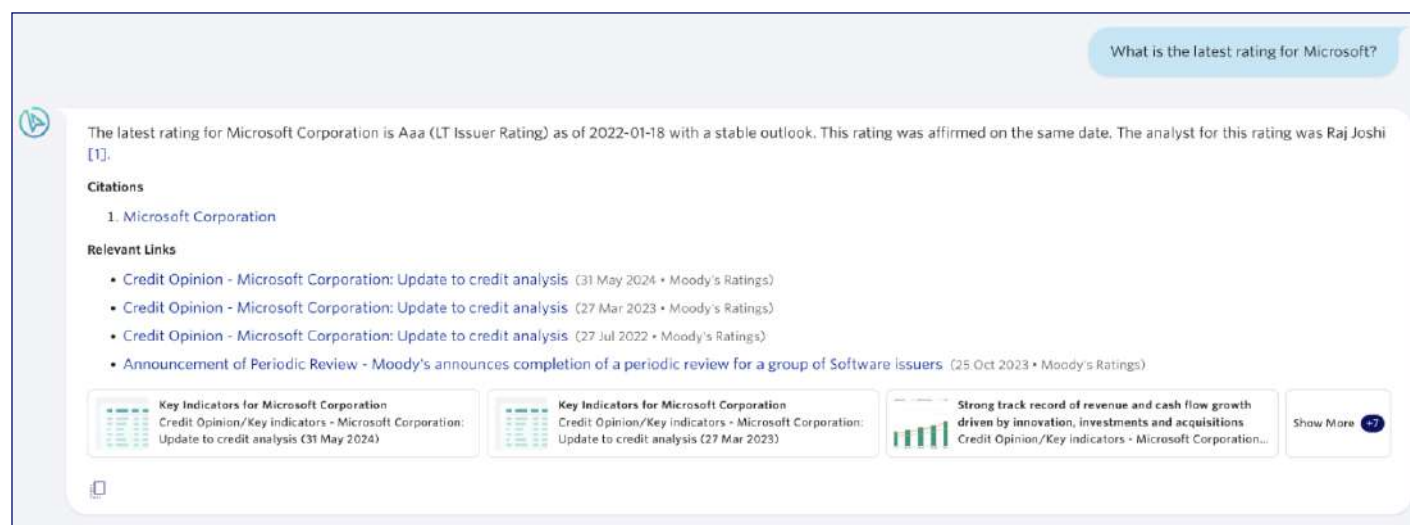 What is the latest rating for Microsoft?
The latest rating for Microsoft Corporation is Aaa (LT Issuer Rating) as of 2022-01-18 with a stable outlook. This rating was affirmed on the same date. The analyst for this rating was Raj Joshi
[1].
Citations
1. Microsoft Corporation
Relevant Links
• Credit Opinion - Microsoft Corporation: Update to credit analysis (31 May 2024 • Moody's Ratings)
• Credit Opinion - Microsoft Corporation: Update to credit analysis (27 Mar 2023 • Moody's Ratings)
• Credit Opinion - Microsoft Corporation: Update to credit analysis (27 Jul 2022 • Moody's Ratings)
• Announcement of Periodic Review - Moody's announces completion of a periodic review for a group of Software issuers (25 Oct 2023 • Moody's Ratings)
Key Indicators for Microsoft Corporation
Credit Opinion/Key indicators - Microsoft Corporation:
Update to credit analysis (31 May 2024)
Key Indicators for Microsoft Corporation
Credit Opinion/Key indicators - Microsoft Corporation:
Update to credit analysis (27 Mar 2023)
Strong track record of revenue and cash flow growth
driven by innovation, investments and acquisitions
Credit Opinion/Key indicators - Microsoft Corporation...
Show More +7